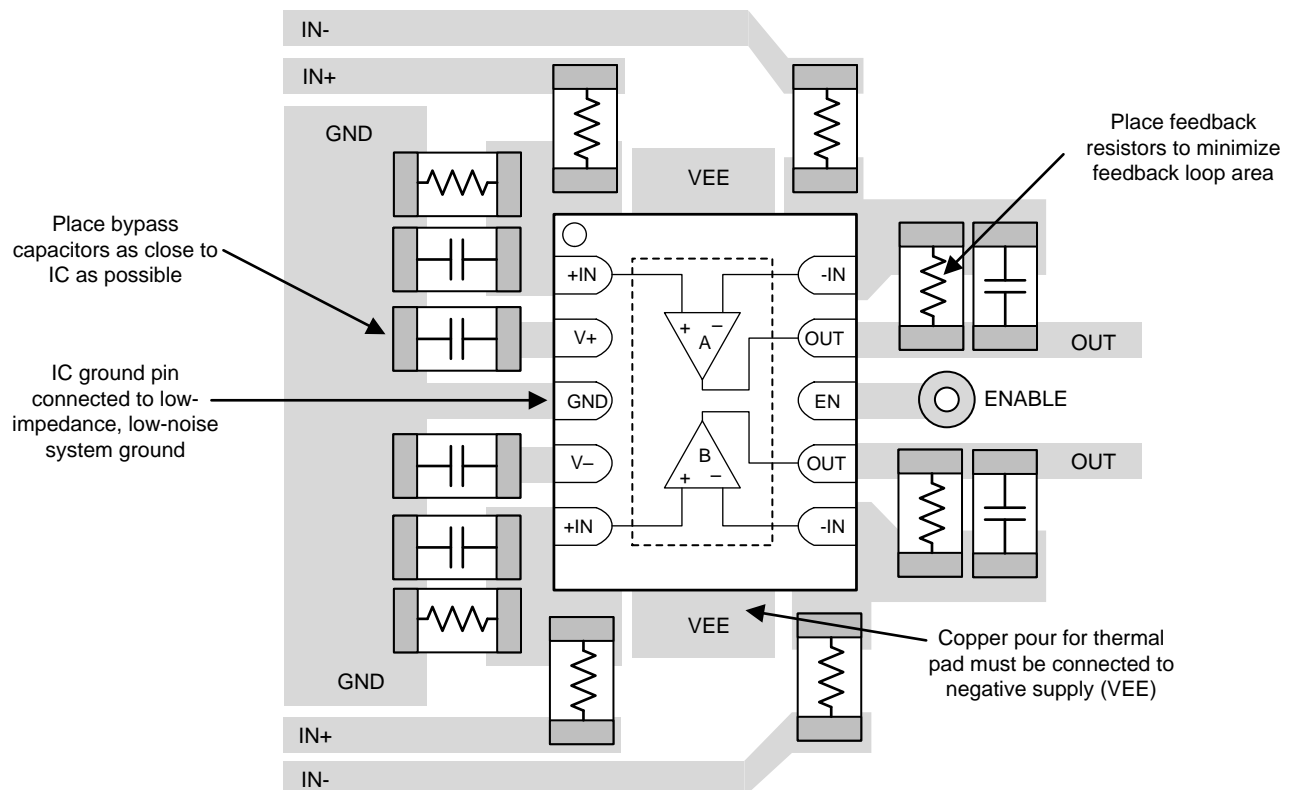 IN-
IN+
GND
VEE
Place feedback
resistors to minimize
feedback loop area
Place bypass
capacitors as close to
IC as possible
+IN
-IN
V+
+ −
A
OUT
OUT
IC ground pin
connected to low-
impedance, low-noise
system ground
GND
EN
ENABLE
V–
B
+ −
OUT
OUT
+IN
-IN
VEE
Copper pour for thermal
pad must be connected to
negative supply (VEE)
GND
IN+
IN-